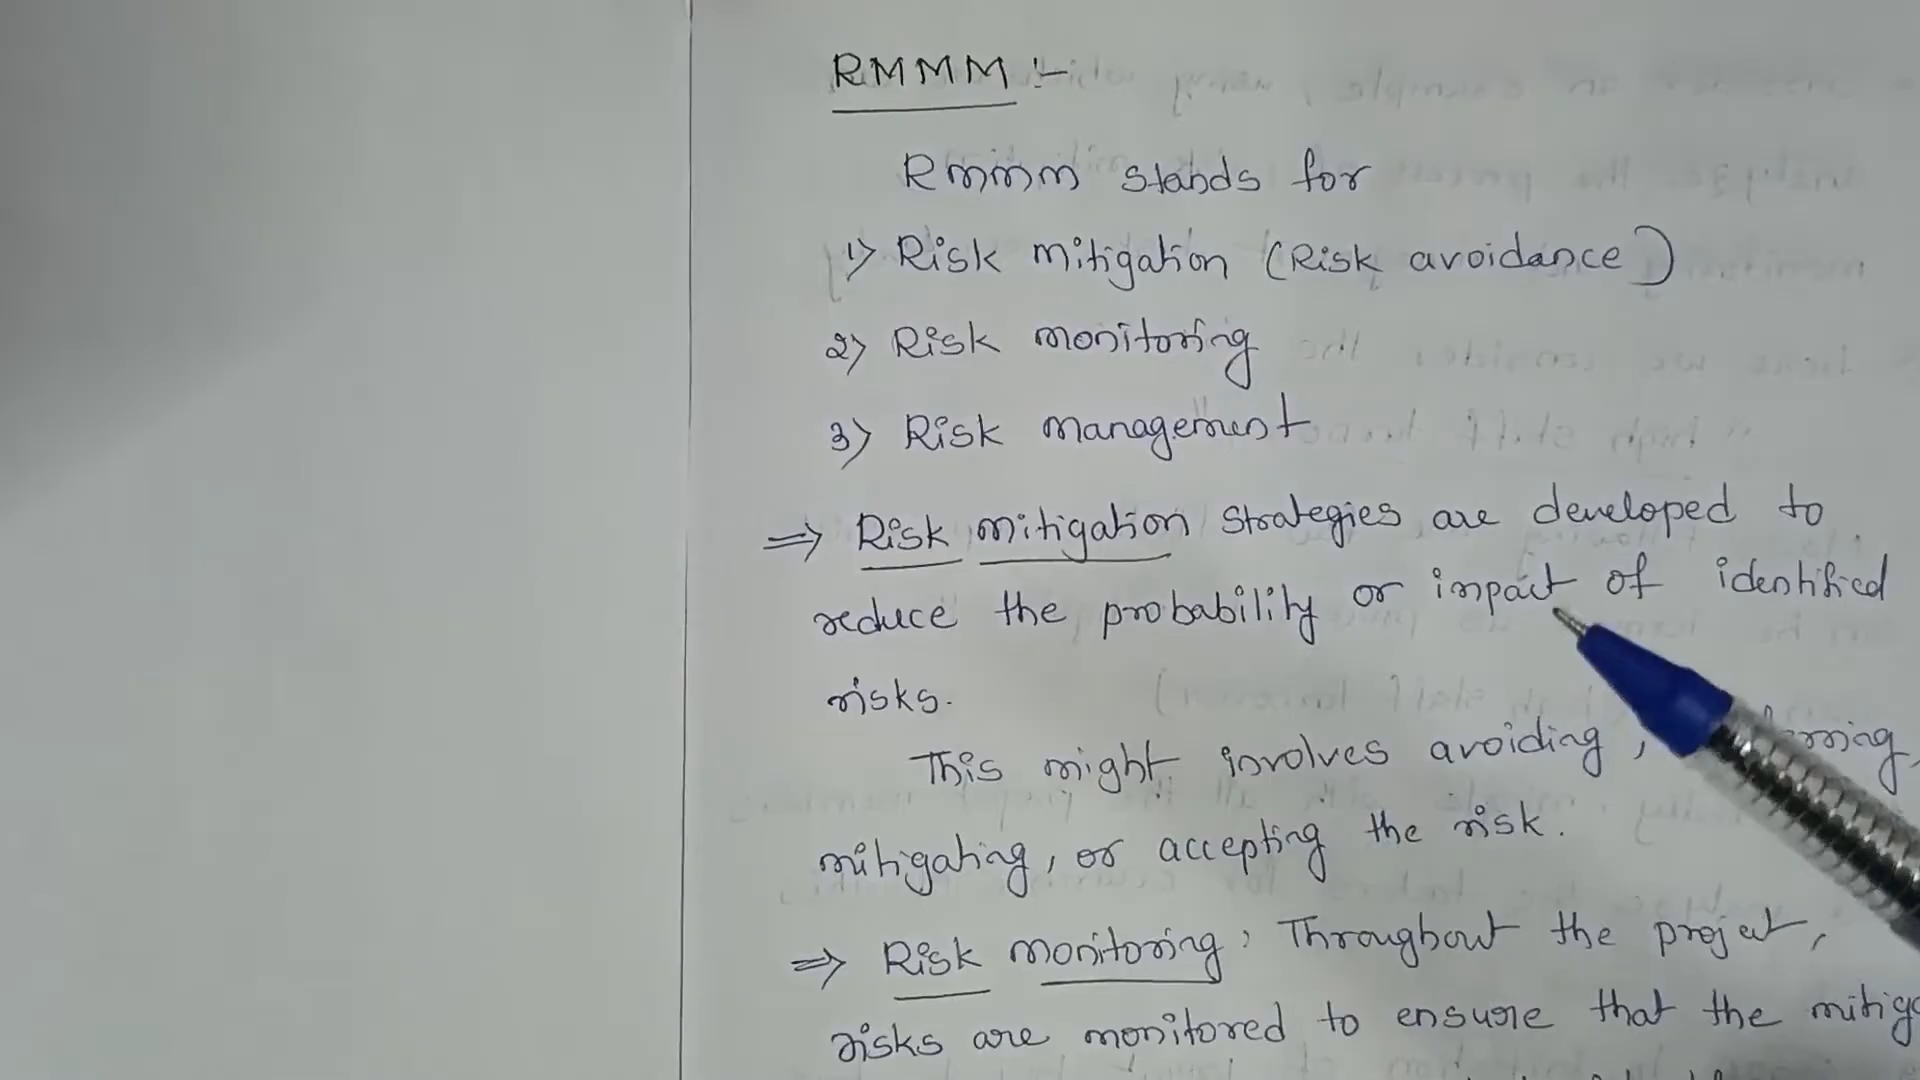 RMMM :-
Rmmm stands for
1) Risk mitigation (Risk avoidance)
2) Risk monitoring
3) Risk management
⇒ Risk mitigation strategies are developed to
reduce the probability or impact of identified
risks.
This might involves avoiding,
mitigating, or accepting the risk.
⇒ Risk monitoring, Throughout the project,
risks are monitored to ensure that the